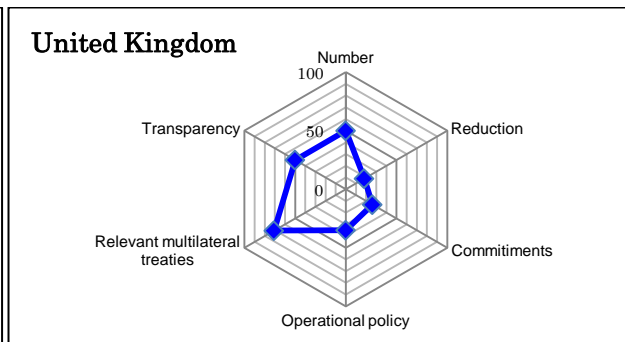 United Kingdom
Number
100
Transparency
50
Reduction
0
Relevant multilateral
treaties
Commitiments
Operational policy